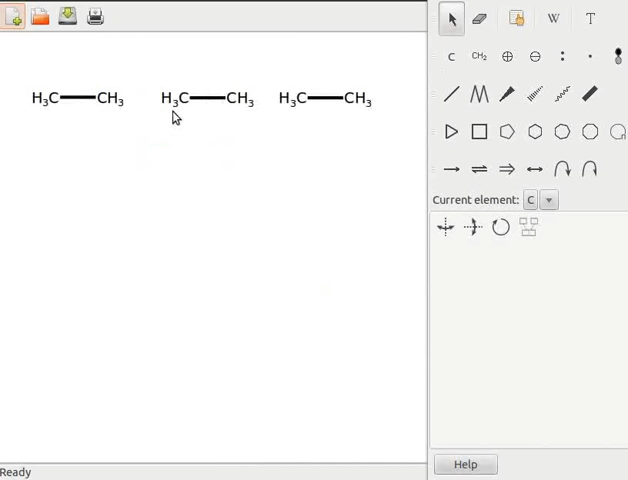 W T
C CH₂
H₃C CH₃ H₃C CH₃ H₃C CH₃
Current element: C
Help
Ready